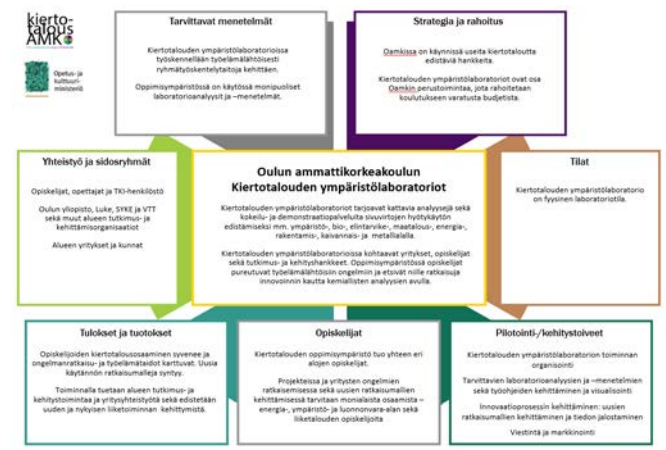 kierto-
talous
AMK
Opetus- ja
kulttuuri-
ministeriö
Tarvittavat menetelmät
Kiertotalouden ympäristölaboratorioissa
työskennellään työelämälähtöisesti
ryhmätyöskentelytaitoja kehittäen.
Oppimisympäristössä on käytössä monipuoliset
laboratorioanalyysit ja –menetelmät.
Strategia ja rahoitus
Oamkissa on käynnissä useita kiertotaloutta
edistäviä hankkeita.
Kiertotalouden ympäristölaboratoriot ovat osa
Oamkin perustoimintaa, jota rahoitetaan
koulutukseen varatusta budjetista.
Yhteistyö ja sidosryhmät
Opiskelijat, opettajat ja TKI-henkilöstö
Oulun yliopisto, Luke, SYKE ja VTT
sekä muut alueen tutkimus- ja
kehittämisorganisaatiot
Alueen yritykset ja kunnat
Oulun ammattikorkeakoulun
Kiertotalouden ympäristölaboratoriot
Kiertotalouden ympäristölaboratoriot tarjoavat kattavia analyysejä sekä
kokeilu- ja demonstraatiopalveluita sivuvirtojen hyötykäytön
edistämiseksi mm. ympäristö-, bio-, elintarvike-, maatalous-, energia-,
rakentamis-, kaivannais- ja metallialalla.
Kiertotalouden ympäristölaboratorioissa kohtaavat yritykset, opiskelijat
sekä tutkimus- ja kehityshankkeet. Oppimisympäristössä opiskelijat
pureutuvat työelämälähtöisiin ongelmiin ja etsivät niille ratkaisuja
innovoinnin kautta kemiallisten analyysien avulla.
Tilat
Kiertotalouden ympäristölaboratorio
on fyysinen laboratoriotila.
Tulokset ja tuotokset
Opiskelijoiden kiertotalousosaaminen syvenee ja
ongelmanratkaisu- ja työelämätaidot karttuvat. Uusia
käytännön ratkaisumalleja syntyy.
Toiminnalla tuetaan alueen tutkimus- ja
kehitystoimintaa ja yritysyhteistyötä sekä edistetään
uuden ja nykyisen liiketoiminnan kehittymistä.
Opiskelijat
Kiertotalouden oppimisympäristö tuo yhteen eri
alojen opiskelijat.
Projekteissa ja yritysten ongelmien
ratkaisemisessa sekä uusien ratkaisumallien
kehittämisessä tarvitaan monialaista osaamista –
energia-, ympäristö- ja luonnonvara-alan sekä
liiketalouden opiskelijoita
Pilotointi-/kehitystoiveet
Kiertotalouden ympäristölaboratorion toiminnan
organisointi
Tarvittavien laboratorioanalyysien ja –menetelmien
sekä työohjeiden kehittäminen ja visualisointi
Innovaatioprosessin kehittäminen: uusien
ratkaisumallien kehittäminen ja tiedon jalostaminen
Viestintä ja markkinointi